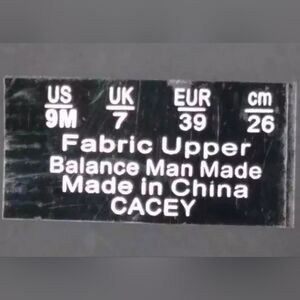 US UK EUR cm
9M 7 39 26
Fabric Upper
Balance Man Made
Made in China
CACEY